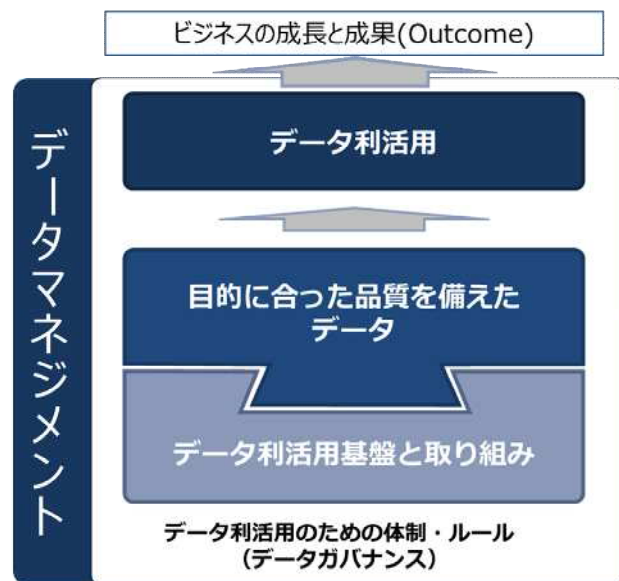 ビジネスの成長と成果(Outcome)
データマネジメント
データ利活用
目的に合った品質を備えた
データ
データ利活用基盤と取り組み
データ利活用のための体制・ルール
（データガバナンス）